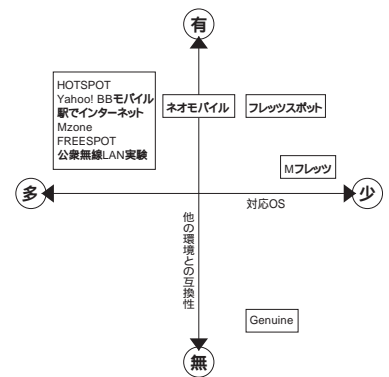 有
HOTSPOT
Yahoo! BBモバイル
駅でインターネット
Mzone
FREESPOT
公衆無線LAN実験
ネオモバイル
フレッツスポット
Mフレッツ
多
少
対応OS
他の環境との互換性
Genuine
無